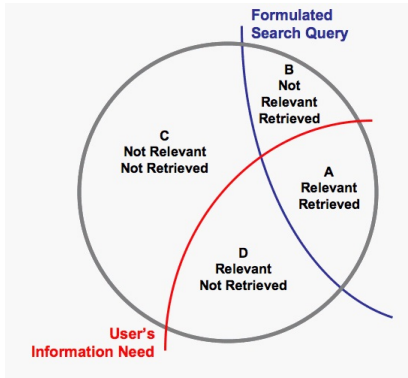 Formulated
Search Query
B
Not
Relevant
Retrieved
C
Not Relevant
Not Retrieved
A
Relevant
Retrieved
D
Relevant
Not Retrieved
User's
Information Need